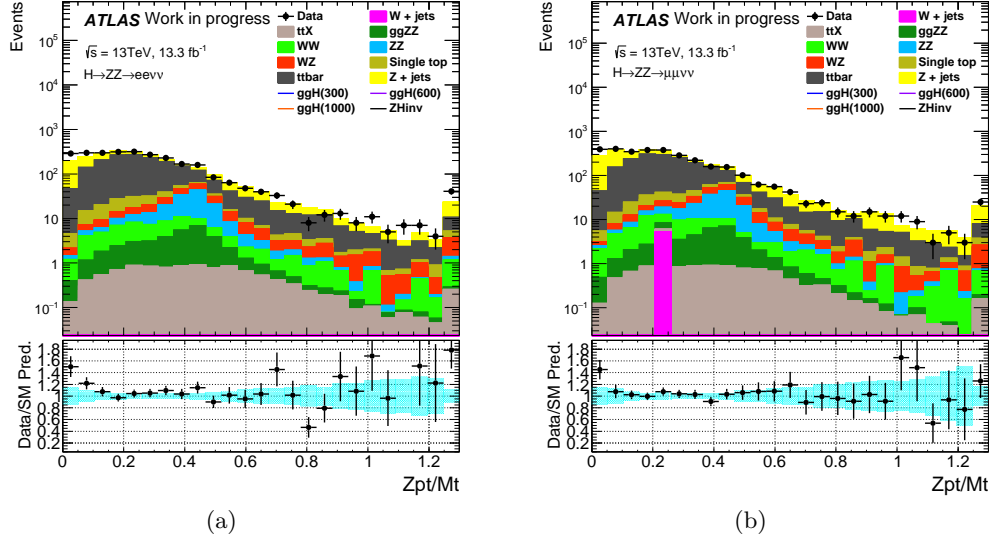 ATLAS Work in progress
√s = 13TeV, 13.3 fb⁻¹
H→ZZ→eeνν
Data
ttX
WW
WZ
ttbar
ggH(300)
ggH(1000)
W + jets
ggZZ
ZZ
Single top
Z + jets
ggH(600)
ZHinv
Events
10⁵
10⁴
10³
10²
10
1
10⁻¹
Data/SM Pred.
1.8
1.6
1.4
1.2
1.0
0.8
0.6
0.4
0.2
0 0.2 0.4 0.6 0.8 1 1.2
Zpt/Mt
(a)
ATLAS Work in progress
√s = 13TeV, 13.3 fb⁻¹
H→ZZ→μμνν
Data
ttX
WW
WZ
ttbar
ggH(300)
ggH(1000)
W + jets
ggZZ
ZZ
Single top
Z + jets
ggH(600)
ZHinv
Events
10⁵
10⁴
10³
10²
10
1
10⁻¹
Data/SM Pred.
1.8
1.6
1.4
1.2
1.0
0.8
0.6
0.4
0.2
0 0.2 0.4 0.6 0.8 1 1.2
Zpt/Mt
(b)